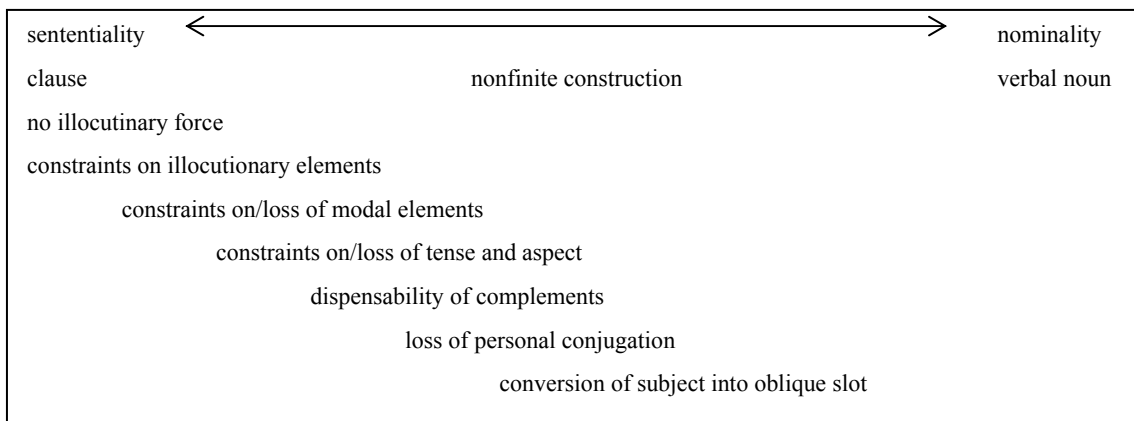 sententiality nominality
clause nonfinite construction verbal noun
no illocutinary force
constraints on illocutionary elements
constraints on/loss of modal elements
constraints on/loss of tense and aspect
dispensability of complements
loss of personal conjugation
conversion of subject into oblique slot